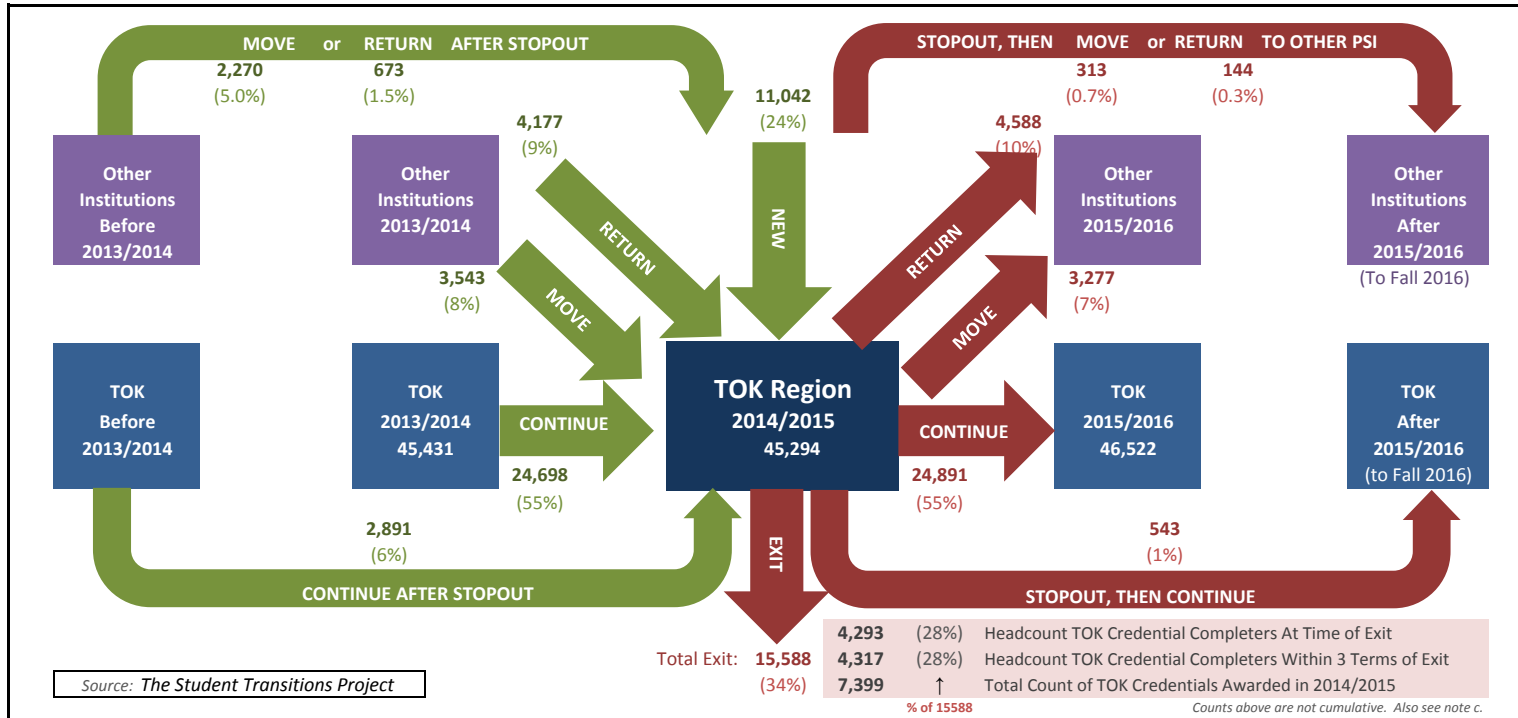 MOVE or RETURN AFTER STOPOUT
2,270 673
(5.0%) (1.5%)
STOPOUT, THEN MOVE or RETURN TO OTHER PSI
313 144
(0.7%) (0.3%)
11,042
(24%)
4,177
(9%)
4,588
(10%)
Other
Institutions
Before
2013/2014
Other
Institutions
2013/2014
NEW
RETURN
MOVE
3,543
(8%)
RETURN
MOVE
Other
Institutions
2015/2016
3,277
(7%)
Other
Institutions
After
2015/2016
(To Fall 2016)
TOK
Before
2013/2014
TOK
2013/2014
45,431
CONTINUE
24,698
(55%)
TOK Region
2014/2015
45,294
CONTINUE
24,891
(55%)
TOK
2015/2016
46,522
TOK
After
2015/2016
(to Fall 2016)
2,891
(6%)
CONTINUE AFTER STOPOUT
EXIT
543
(1%)
STOPOUT, THEN CONTINUE
Total Exit: 15,588
(34%)
4,293 (28%) Headcount TOK Credential Completers At Time of Exit
4,317 (28%) Headcount TOK Credential Completers Within 3 Terms of Exit
7,399 ↑ Total Count of TOK Credentials Awarded in 2014/2015
% of 15588
Counts above are not cumulative. Also see note c.
Source: The Student Transitions Project